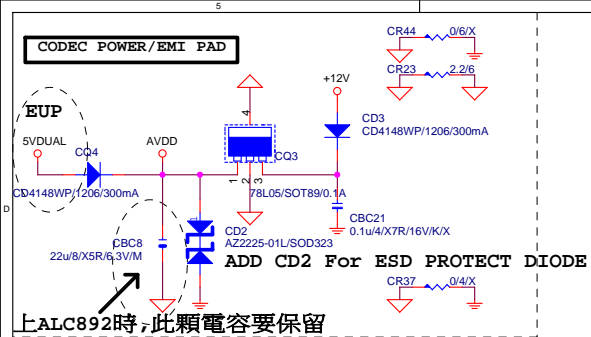 5
CODEC POWER/EMI PAD
CR44
0/6/X
CR23
2.2/6
+12V
EUP
4
CD3
CD4148WP/1206/300mA
5VDUAL
AVDD
CQ4
CQ3
1
2
3
CD4148WP/1206/300mA
78L05/SOT89/0.1A
D
CBC21
0.1u/4/X7R/16V/K/X
1
CD2
AZ2225-01L/SOD323
CBC8
22u/8/X5R/6.3V/M
ADD CD2 For ESD PROTECT DIODE
CR37
0/4/X
上ALC892時,此顆電容要保留